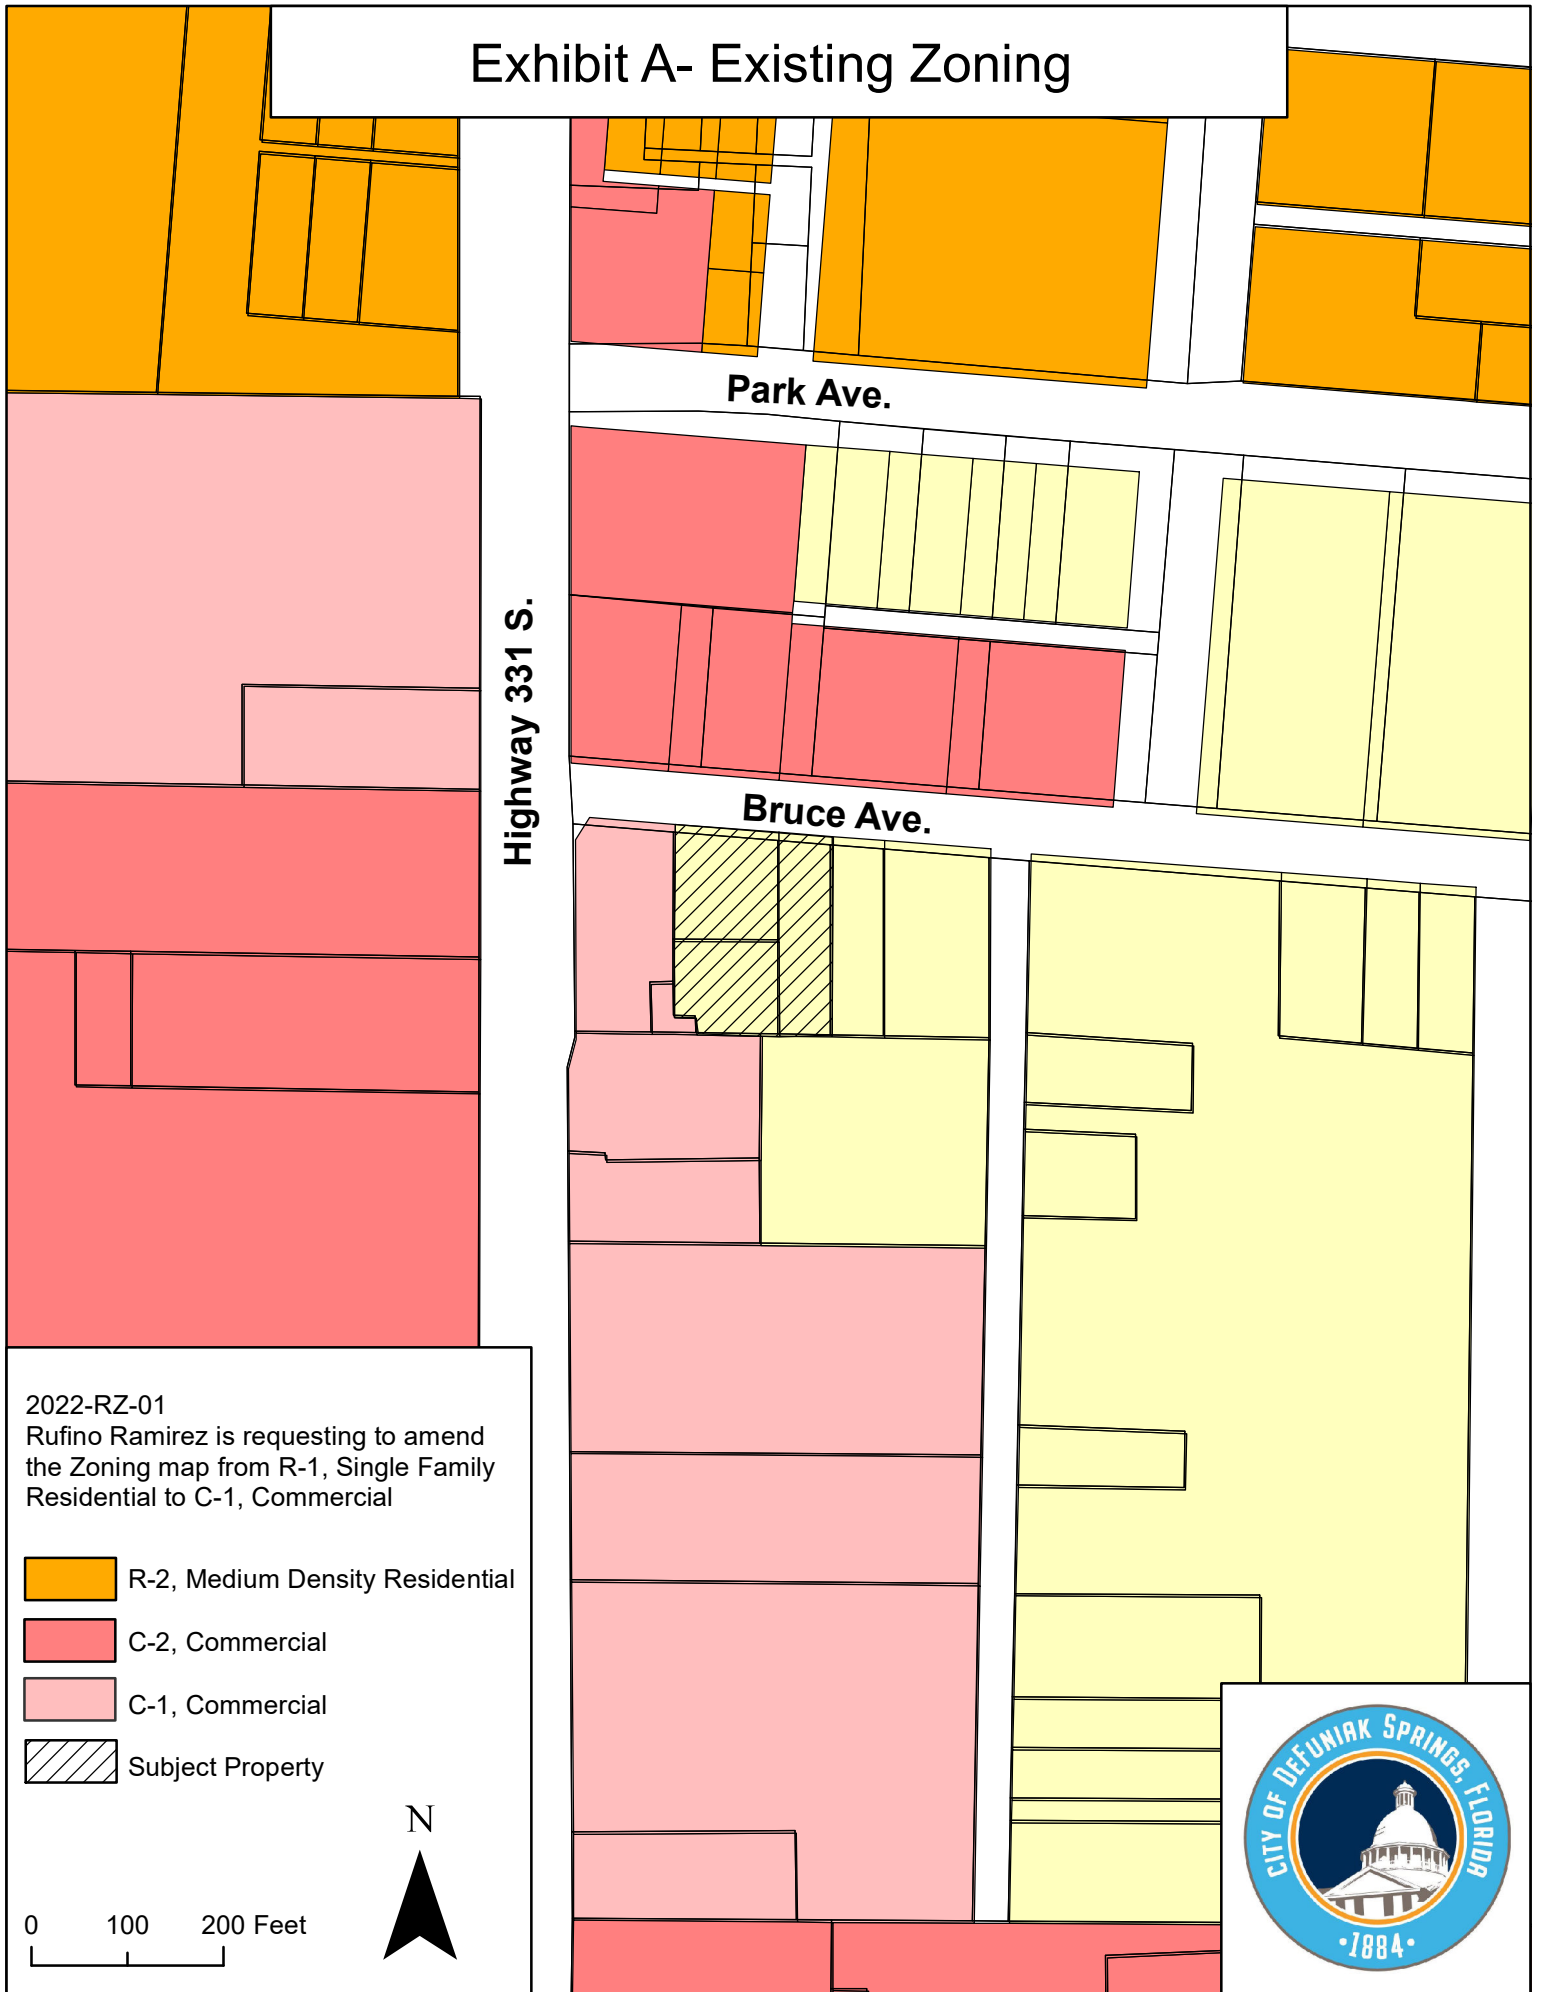 Exhibit A- Existing Zoning
Park Ave.
Highway 331 S.
Bruce Ave.
2022-RZ-01
Rufino Ramirez is requesting to amend
the Zoning map from R-1, Single Family
Residential to C-1, Commercial
R-2, Medium Density Residential
C-2, Commercial
C-1, Commercial
Subject Property
N
0 100 200 Feet
CITY OF DEFUNIAK SPRINGS, FLORIDA
•1884•